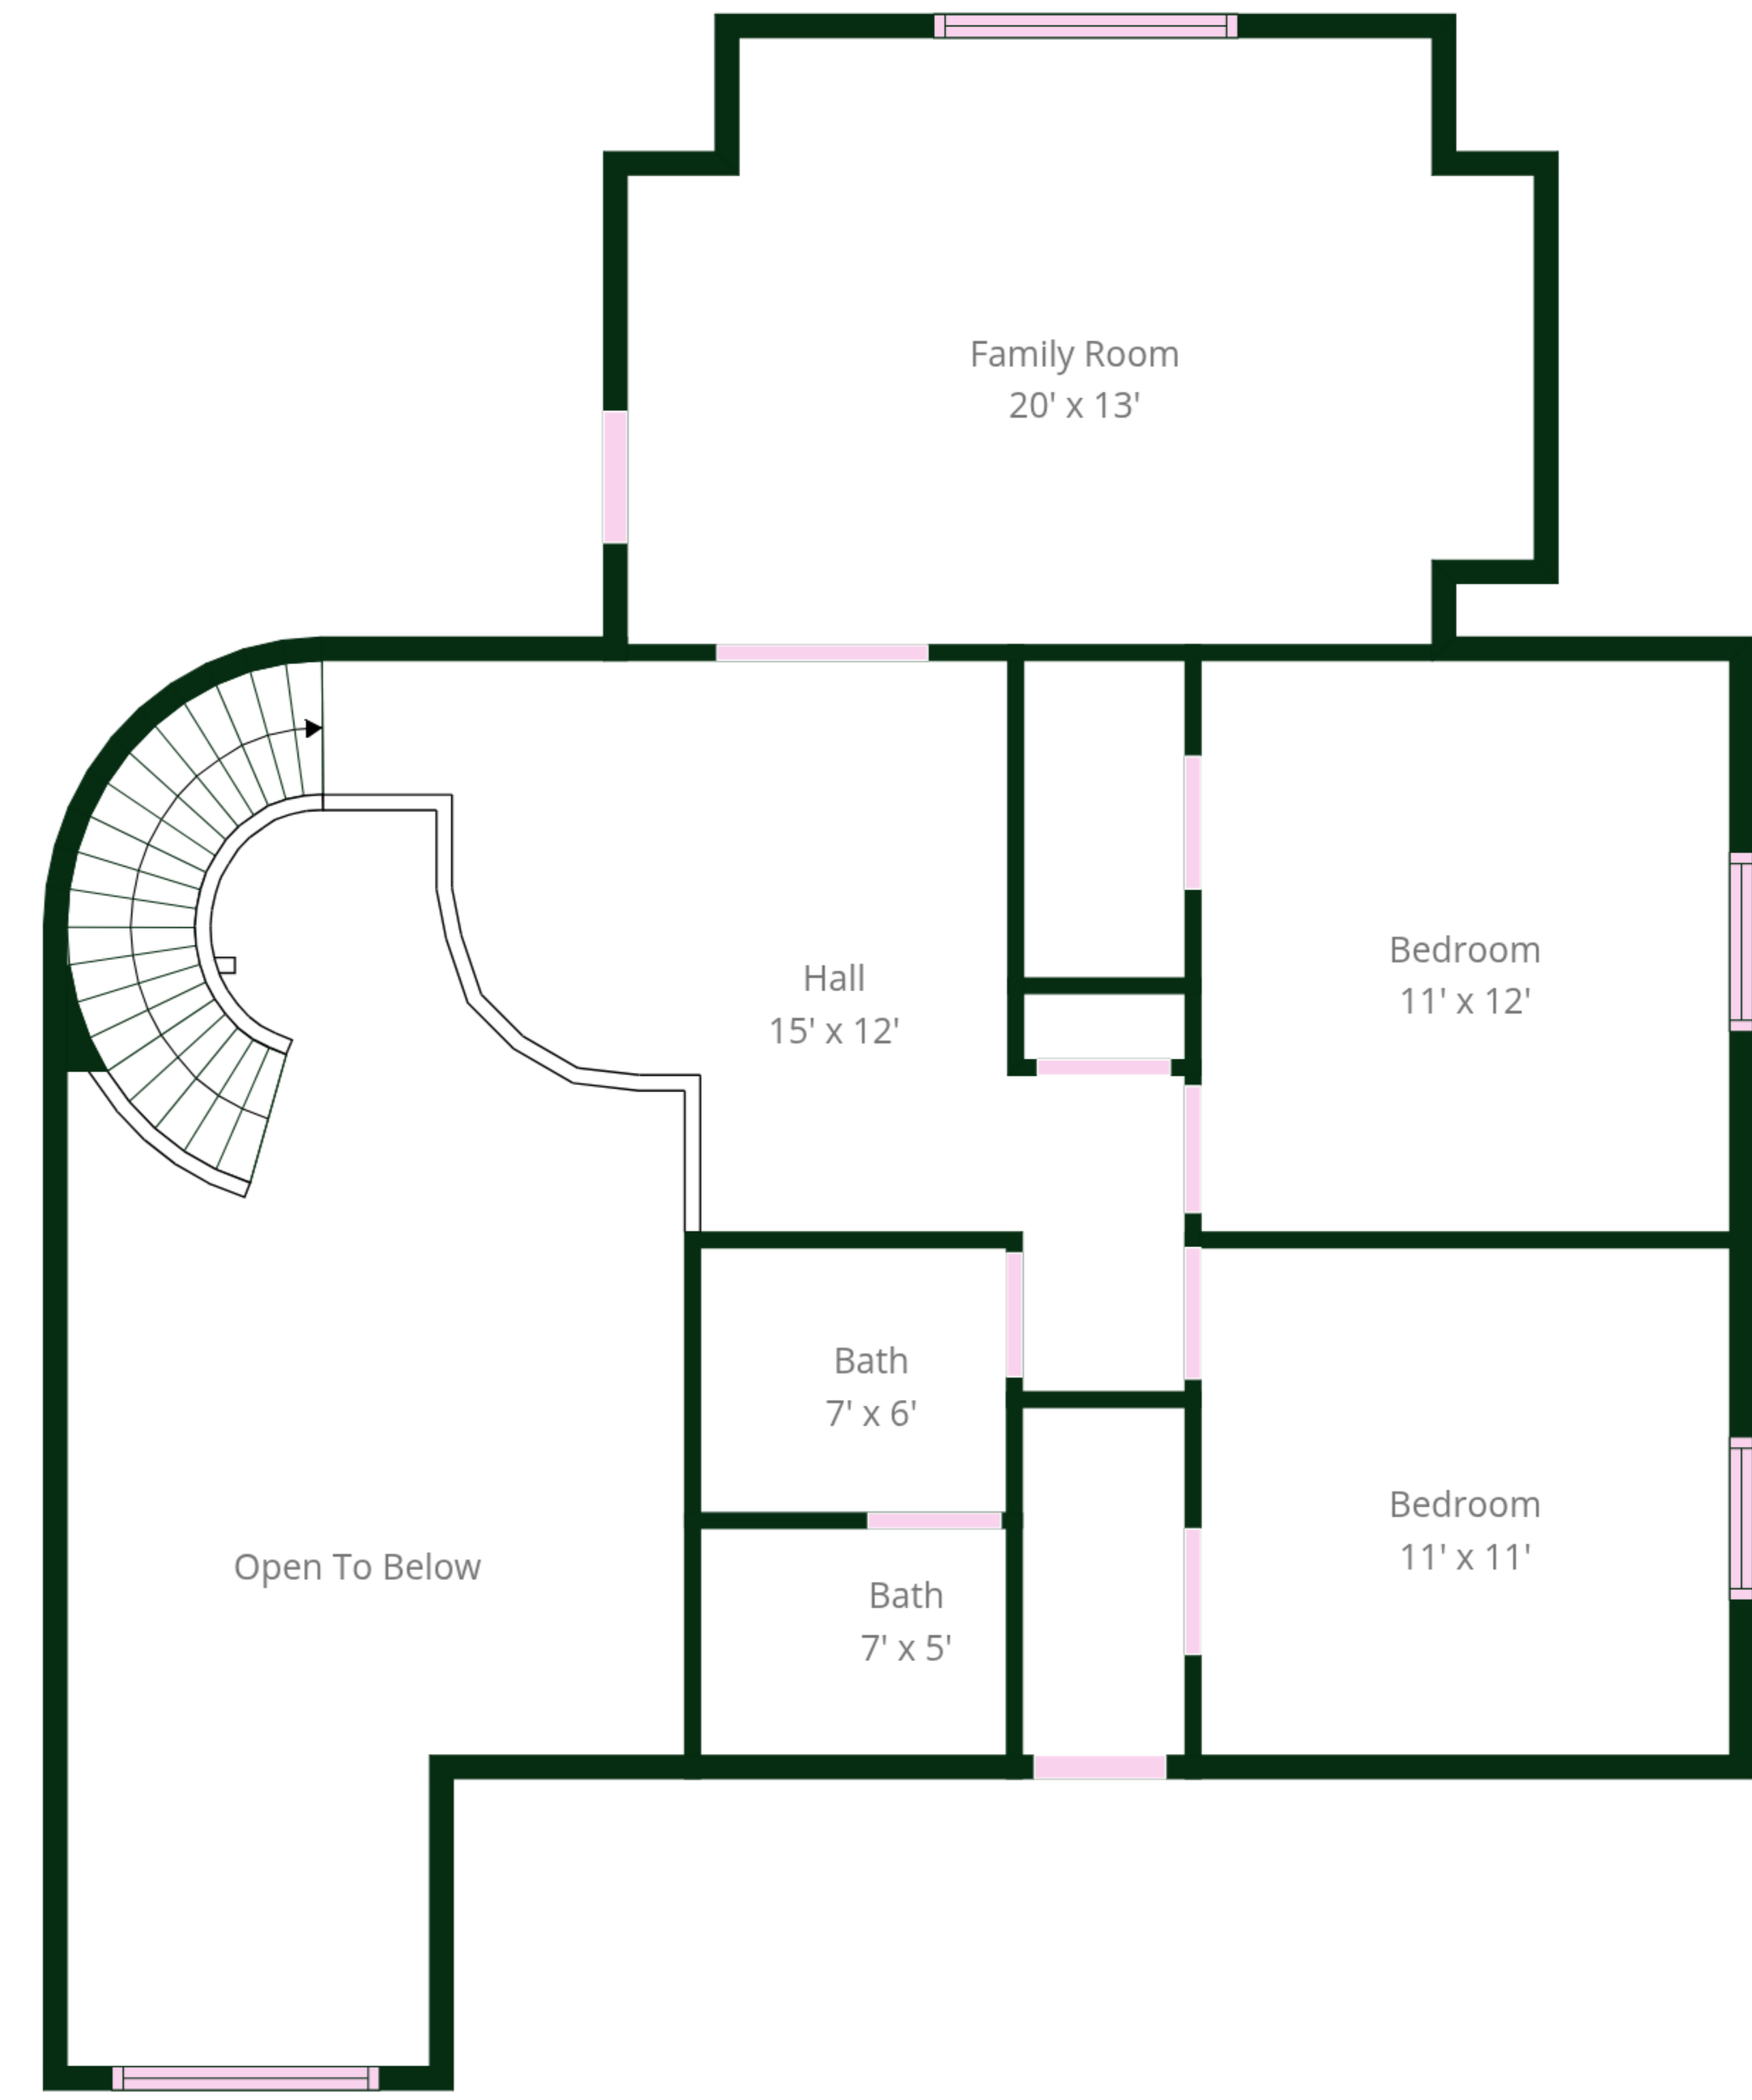 Family Room
20' x 13'
Hall
15' x 12'
Bedroom
11' x 12'
Bath
7' x 6'
Bedroom
11' x 11'
Open To Below
Bath
7' x 5'